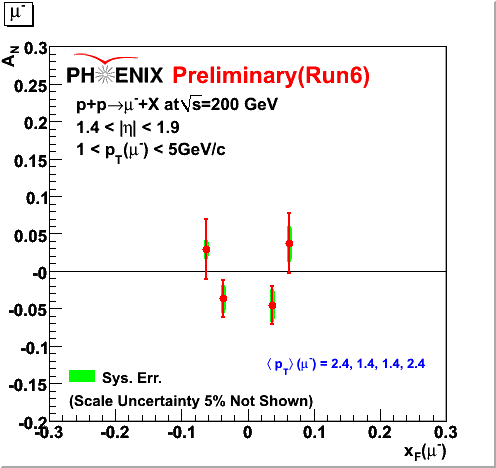 μ⁻
A_N
PHENIX Preliminary(Run6)
p+p→μ⁻+X at√s=200 GeV
1.4 < |η| < 1.9
1 < p_T(μ⁻) < 5GeV/c
0.3
0.25
0.2
0.15
0.1
0.05
-0
-0.05
-0.1
-0.15
-0.2
⟨ p_T⟩ (μ⁻) = 2.4, 1.4, 1.4, 2.4
Sys. Err.
(Scale Uncertainty 5% Not Shown)
-0.3 -0.2 -0.1 0 0.1 0.2 0.3
x_F(μ⁻)